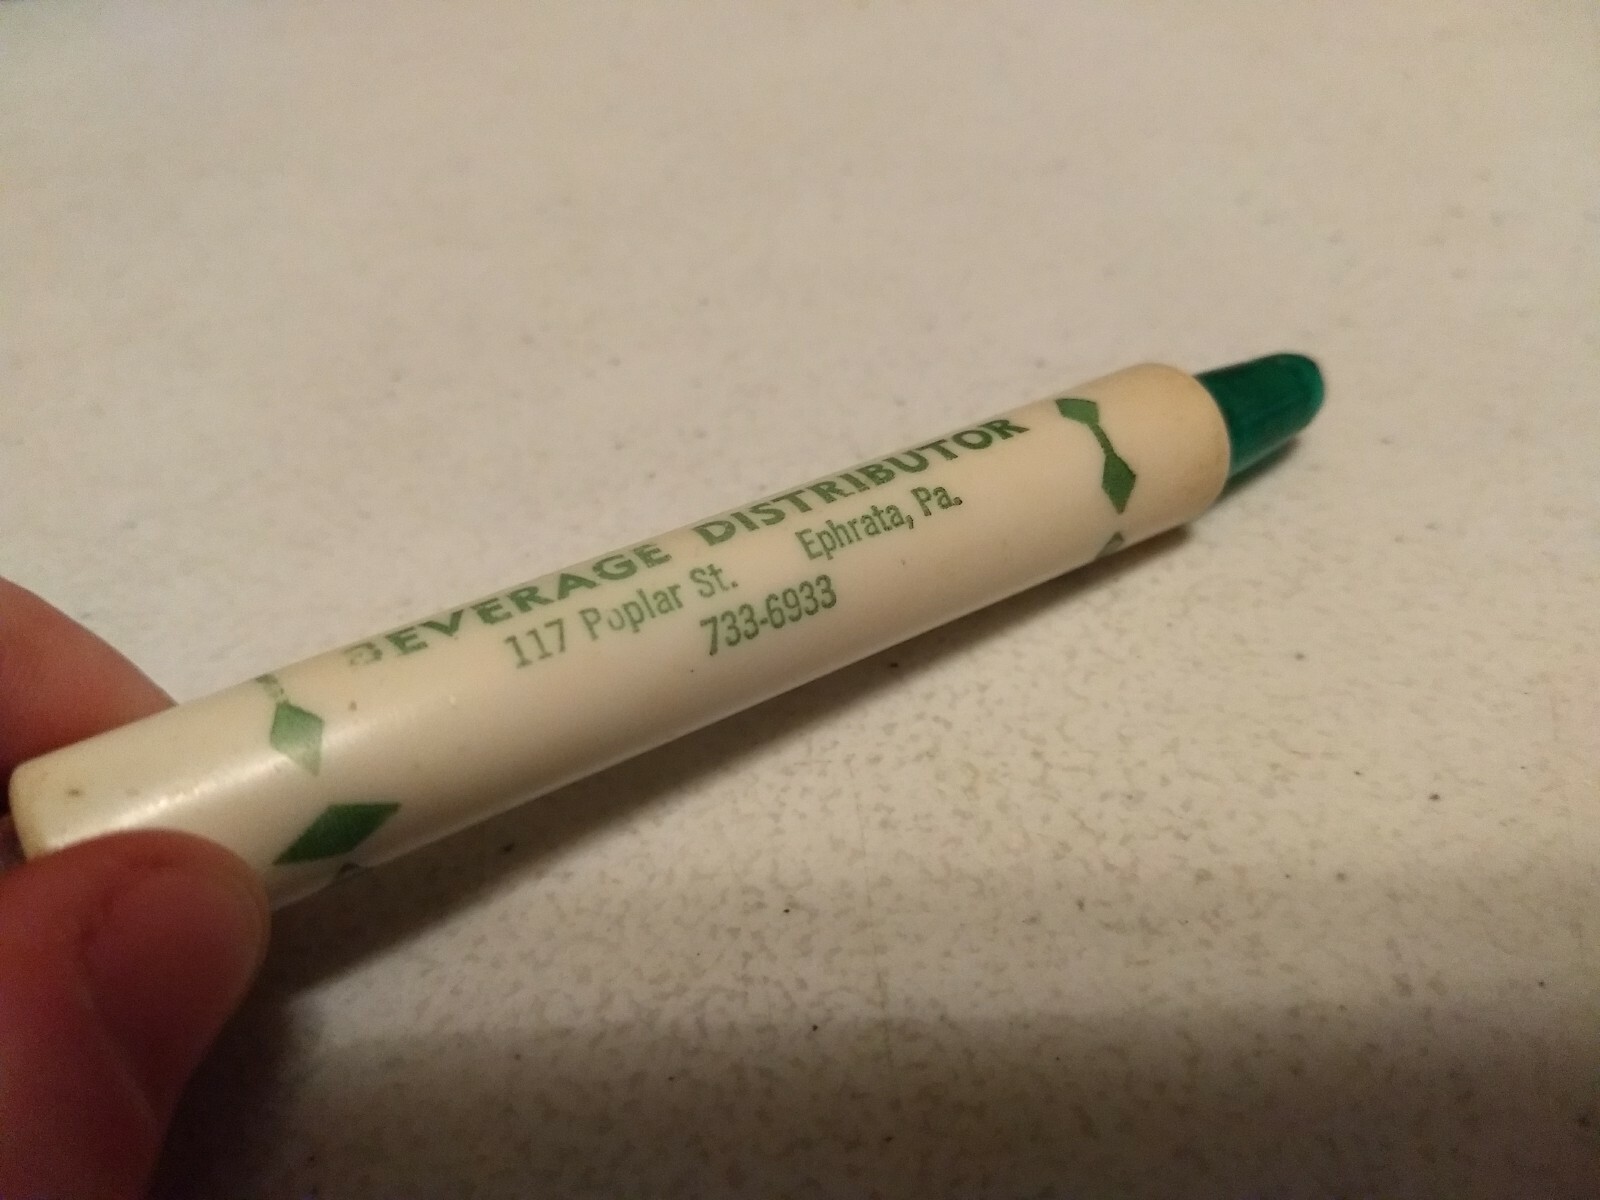 BEVERAGE DISTRIBUTOR
117 Poplar St. Ephrata, Pa.
733-6933